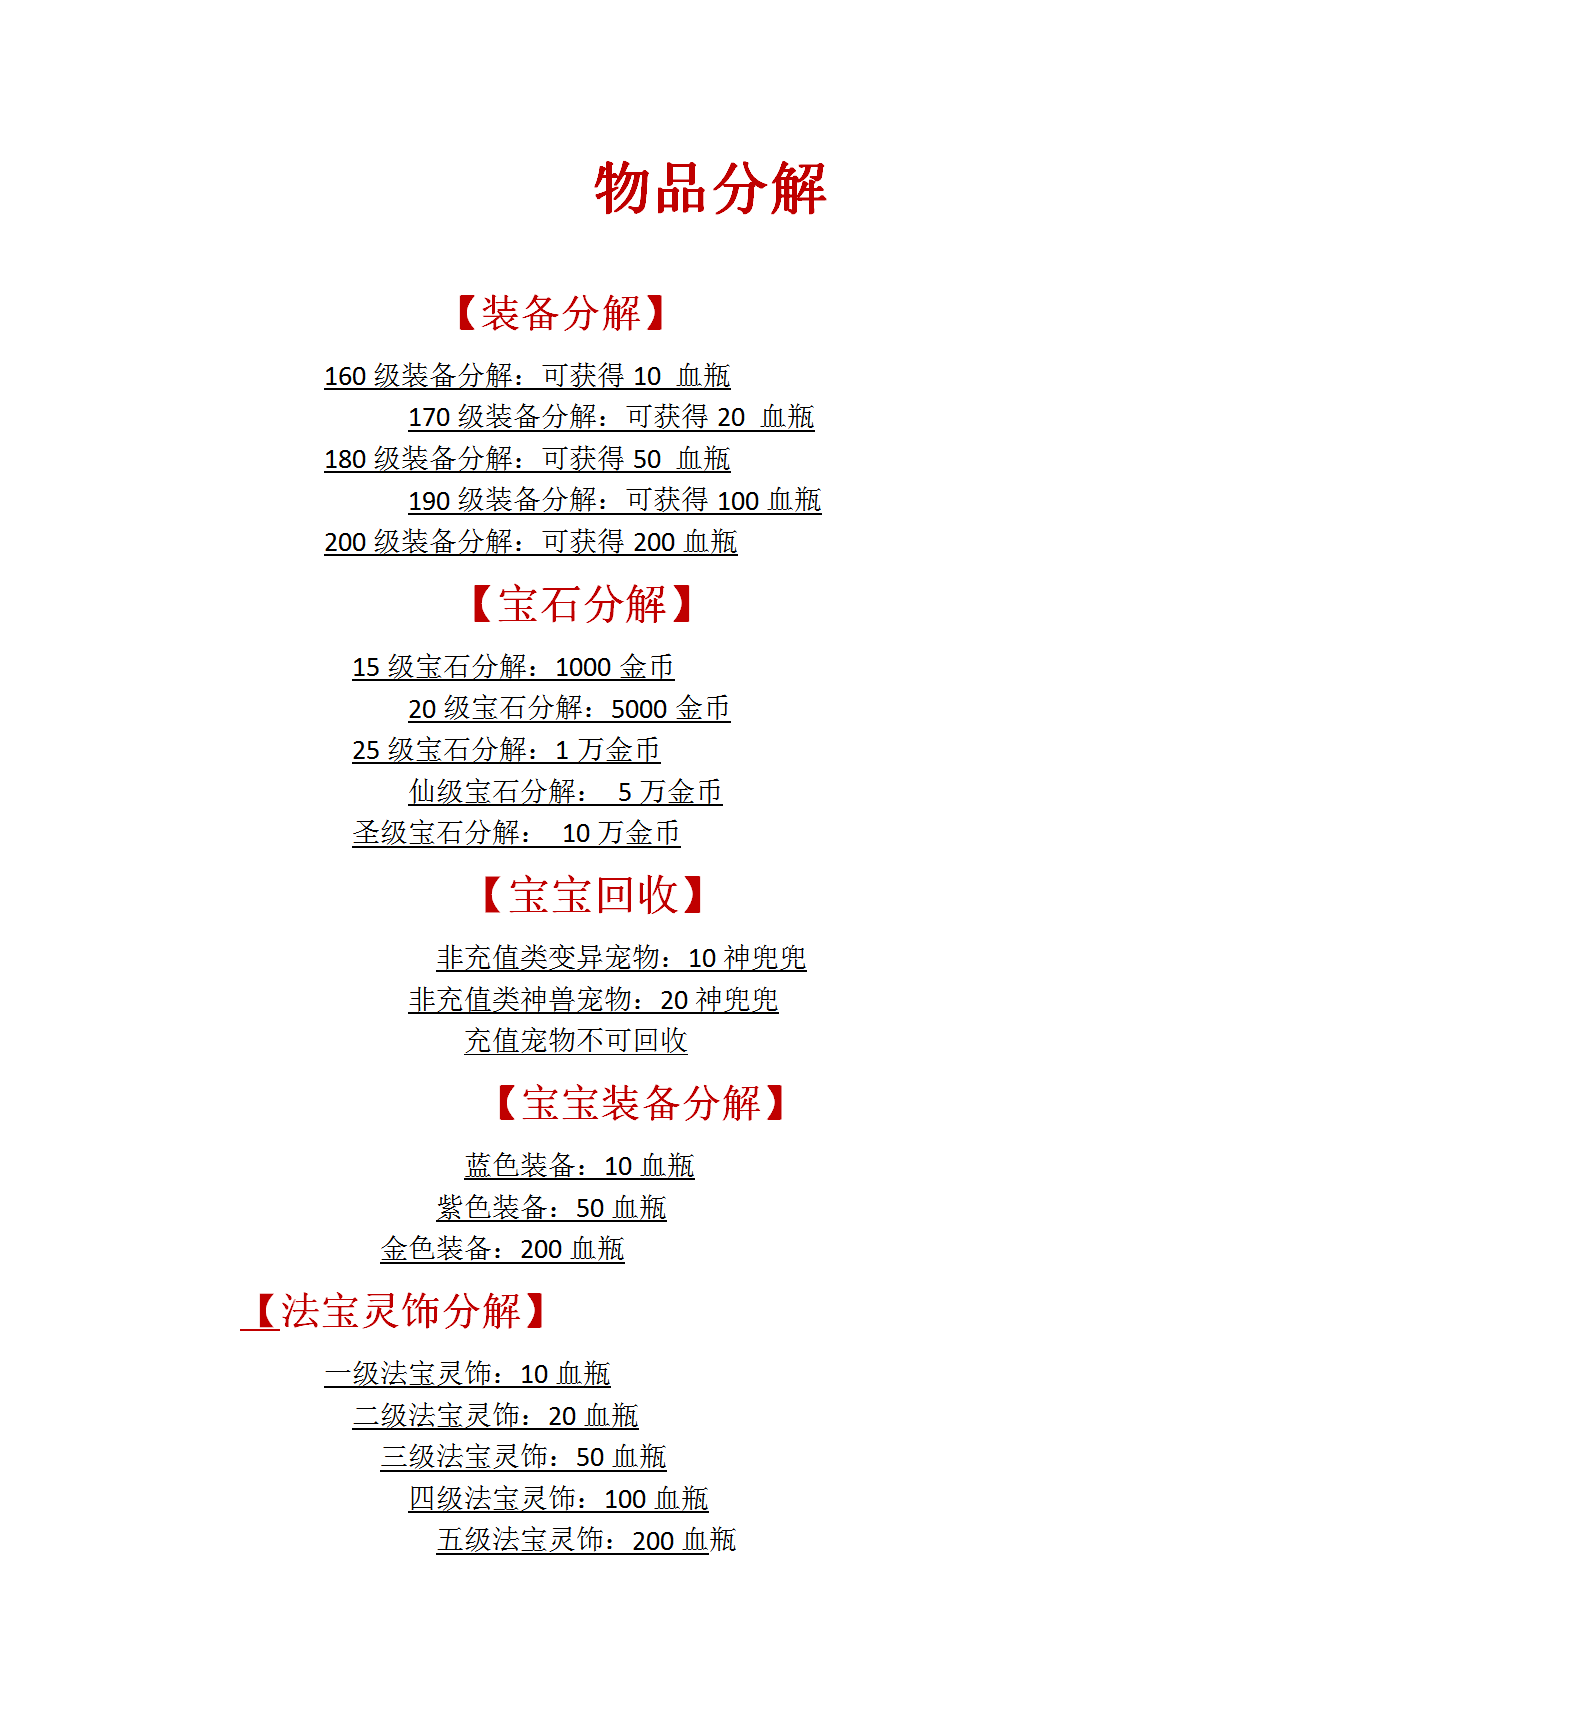 物品分解
【装备分解】
160 级装备分解：可获得 10 血瓶
170 级装备分解：可获得 20 血瓶
180 级装备分解：可获得 50 血瓶
190 级装备分解：可获得 100 血瓶
200 级装备分解：可获得 200 血瓶
【宝石分解】
15 级宝石分解：1000 金币
20 级宝石分解：5000 金币
25 级宝石分解：1 万金币
仙级宝石分解： 5 万金币
圣级宝石分解： 10 万金币
【宝宝回收】
非充值类变异宠物：10 神兜兜
非充值类神兽宠物：20 神兜兜
充值宠物不可回收
【宝宝装备分解】
蓝色装备：10 血瓶
紫色装备：50 血瓶
金色装备：200 血瓶
【法宝灵饰分解】
一级法宝灵饰：10 血瓶
二级法宝灵饰：20 血瓶
三级法宝灵饰：50 血瓶
四级法宝灵饰：100 血瓶
五级法宝灵饰：200 血瓶